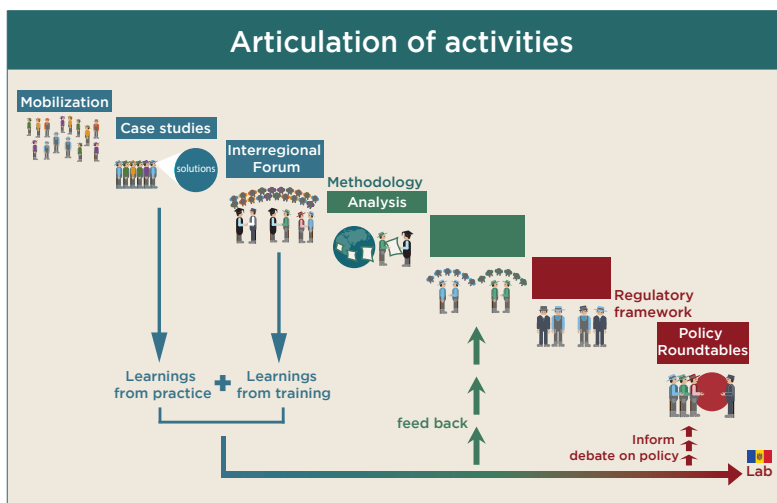 Articulation of activities
Mobilization
Case studies
solutions
Interregional
Forum
Methodology
Analysis
Regulatory
framework
Policy
Roundtables
Learnings
from practice
+
Learnings
from training
feed back
Inform
debate on policy
Lab